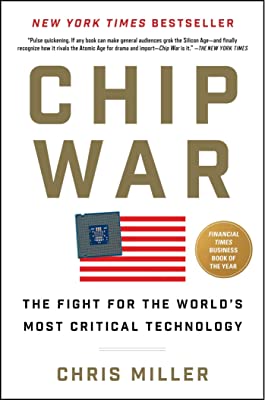 NEW YORK TIMES BESTSELLER
"Pulse quickening. If any book can make general audiences grok the Silicon Age—and finally
recognize how it rivals the Atomic Age for drama and import—Chip War is it." —THE NEW YORK TIMES
CHIP
WAR
FINANCIAL
TIMES
BUSINESS
BOOK OF
THE YEAR
THE FIGHT FOR THE WORLD'S
MOST CRITICAL TECHNOLOGY
CHRIS MILLER